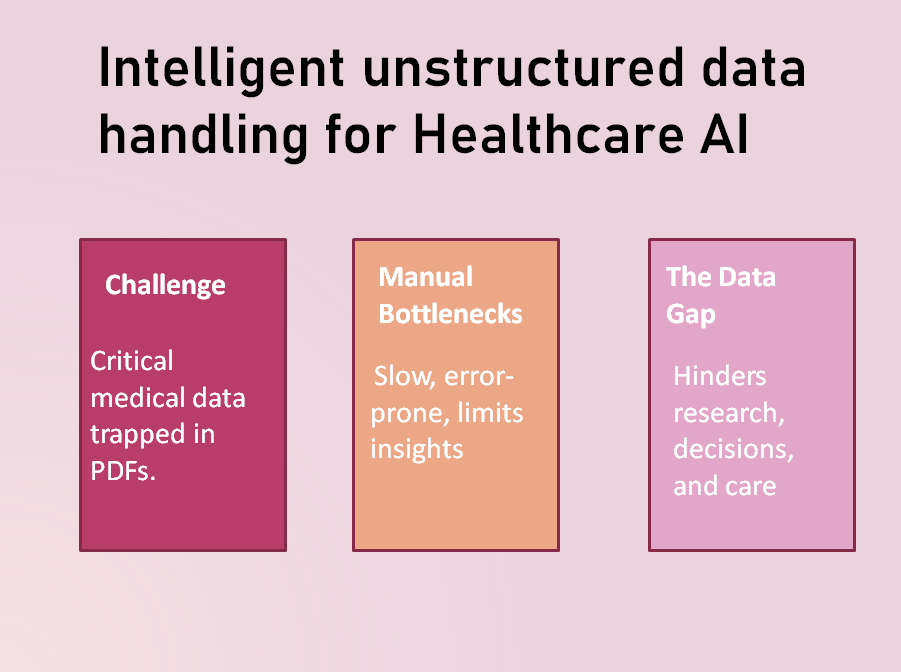 Intelligent unstructured data
handling for Healthcare AI
Challenge
Critical
medical data
trapped in
PDFs.
Manual
Bottlenecks
Slow, error-
prone, limits
insights
The Data
Gap
Hinders
research,
decisions,
and care